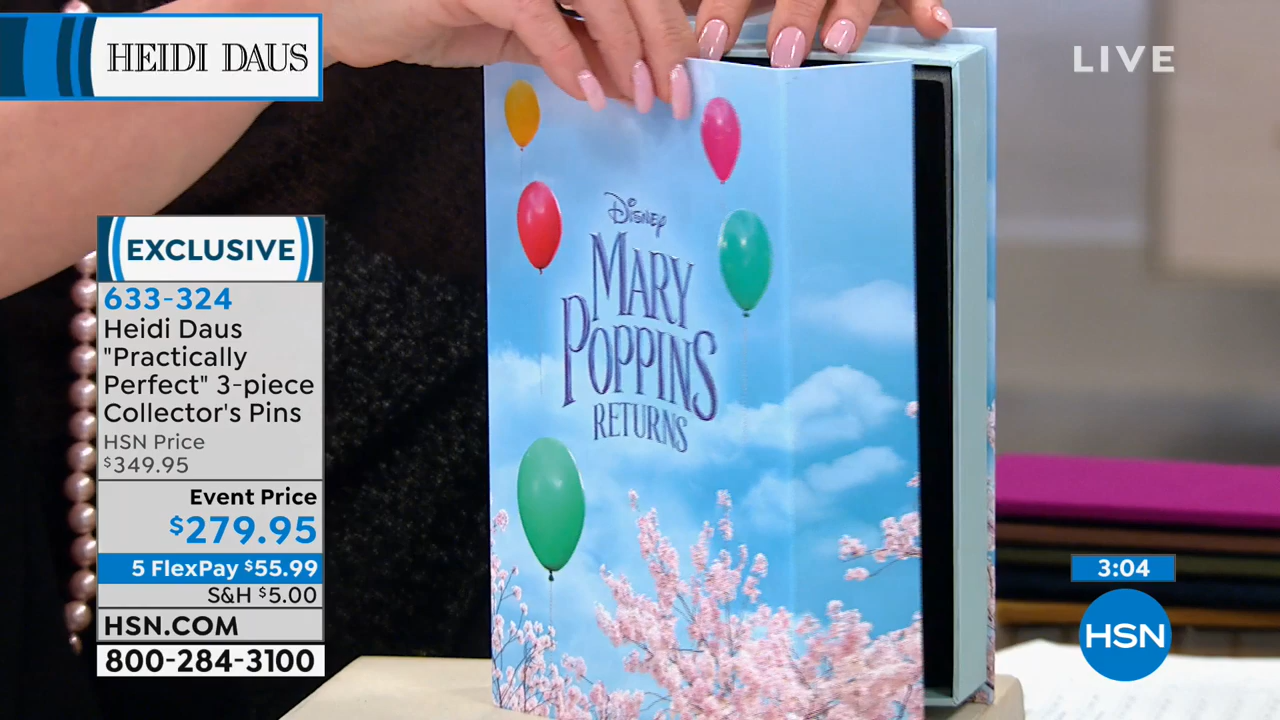 HEIDI DAUS
LIVE
EXCLUSIVE
633-324
Heidi Daus
"Practically
Perfect" 3-piece
Collector's Pins
HSN Price
$349.95
Event Price
$279.95
5 FlexPay $55.99
S&H $5.00
HSN.COM
800-284-3100
Disney
MARY
POPPINS
RETURNS
3:04
HSN